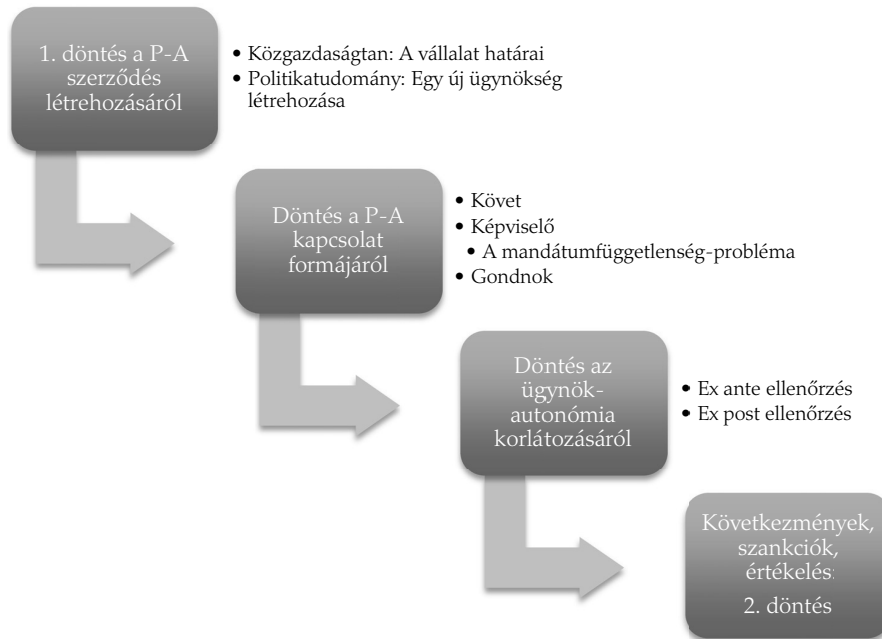 1. döntés a P-A
szerződés
létrehozásáról
• Közgazdaságtan: A vállalat határai
• Politikatudomány: Egy új ügynökség
létrehozása
Döntés a P-A
kapcsolat
formájáról
• Követ
• Képviselő
• A mandátumfüggetlenség-probléma
• Gondnok
Döntés az
ügynök-
autonómia
korlátozásáról
• Ex ante ellenőrzés
• Ex post ellenőrzés
Következmények,
szankciók,
értékelés:
2. döntés